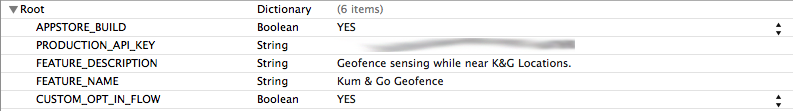 Root Dictionary (6 items)
APPSTORE_BUILD Boolean YES
PRODUCTION_API_KEY String
FEATURE_DESCRIPTION String Geofence sensing while near K&G Locations.
FEATURE_NAME String Kum & Go Geofence
CUSTOM_OPT_IN_FLOW Boolean YES